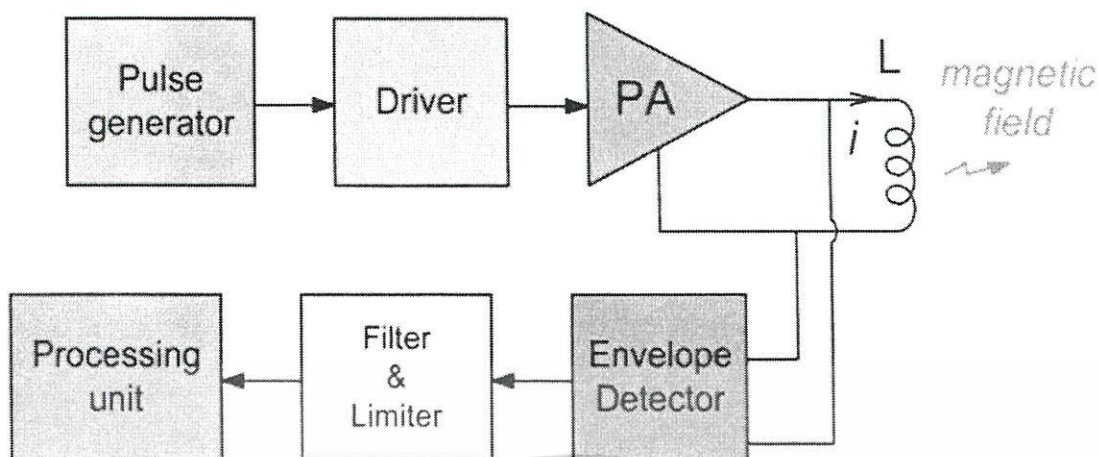 Pulse
generator
Driver
PA
L
i
magnetic
field
Processing
unit
Filter
&
Limiter
Envelope
Detector